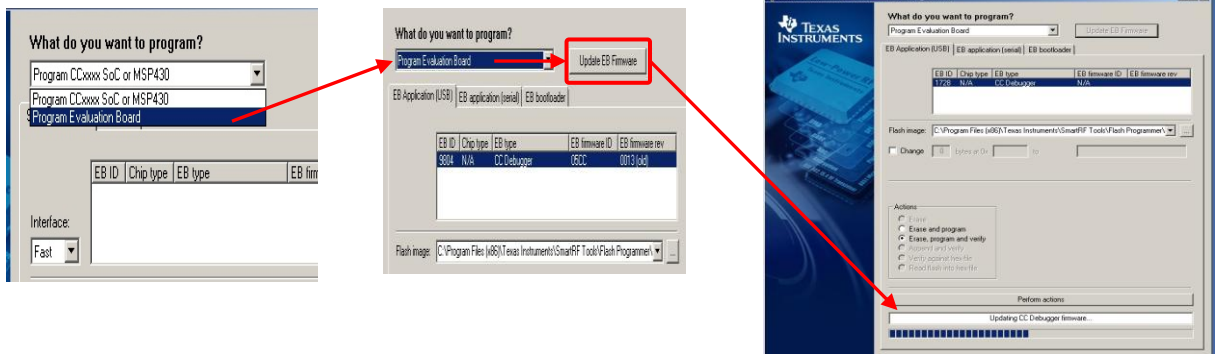 What do you want to program?
Program CCxxxx SoC or MSP430
Program CCxxxx SoC or MSP430
Program Evaluation Board
EB ID Chip type EB type EB firm
Interface:
Fast
What do you want to program?
Program Evaluation Board Update EB Firmware
EB Application (USB) EB application (serial) EB bootloader
EB ID Chip type EB type EB firmware ID EB firmware rev
9804 N/A CC Debugger 05CC 0013 (old)
Flash image: C:\Program Files (x86)\Texas Instruments\SmartRF Tools\Flash Programmer\ ...
TEXAS
INSTRUMENTS
What do you want to program?
Program Evaluation Board Update EB Firmware
EB Application (USB) EB application (serial) EB bootloader
EB ID Chip type EB type EB firmware ID EB firmware rev
1728 N/A CC Debugger N/A
Flash image: C:\Program Files (x86)\Texas Instruments\SmartRF Tools\Flash Programmer\ ...
Change 8 bytes at 0x to
Actions
Erase
Erase and program
Erase, program and verify
Append and verify
Verify against hex-file
Read flash into hex-file
Perform actions
Updating CC Debugger firmware...